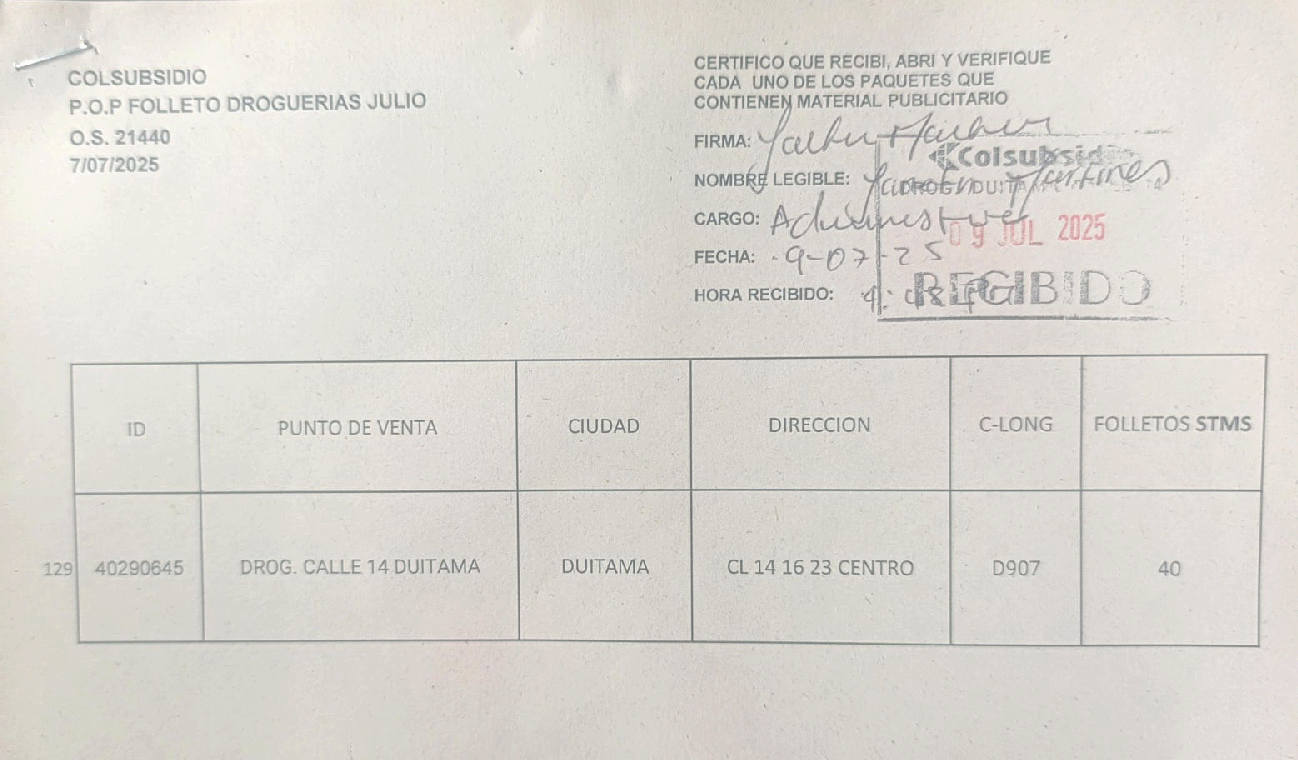 COLSUBSIDIO
P.O.P FOLLETO DROGUERIAS JULIO
O.S. 21440
7/07/2025
CERTIFICO QUE RECIBI, ABRI Y VERIFIQUE
CADA UNO DE LOS PAQUETES QUE
CONTIENEN MATERIAL PUBLICITARIO
FIRMA:
NOMBRE LEGIBLE: Martines
CARGO:
FECHA: 9-07-25
HORA RECIBIDO:
Colsubsid
09 JUL 2025
RECIBIDO
ID PUNTO DE VENTA CIUDAD DIRECCION C-LONG FOLLETOS STMS
129 40290645 DROG. CALLE 14 DUITAMA DUITAMA CL 14 16 23 CENTRO D907 40